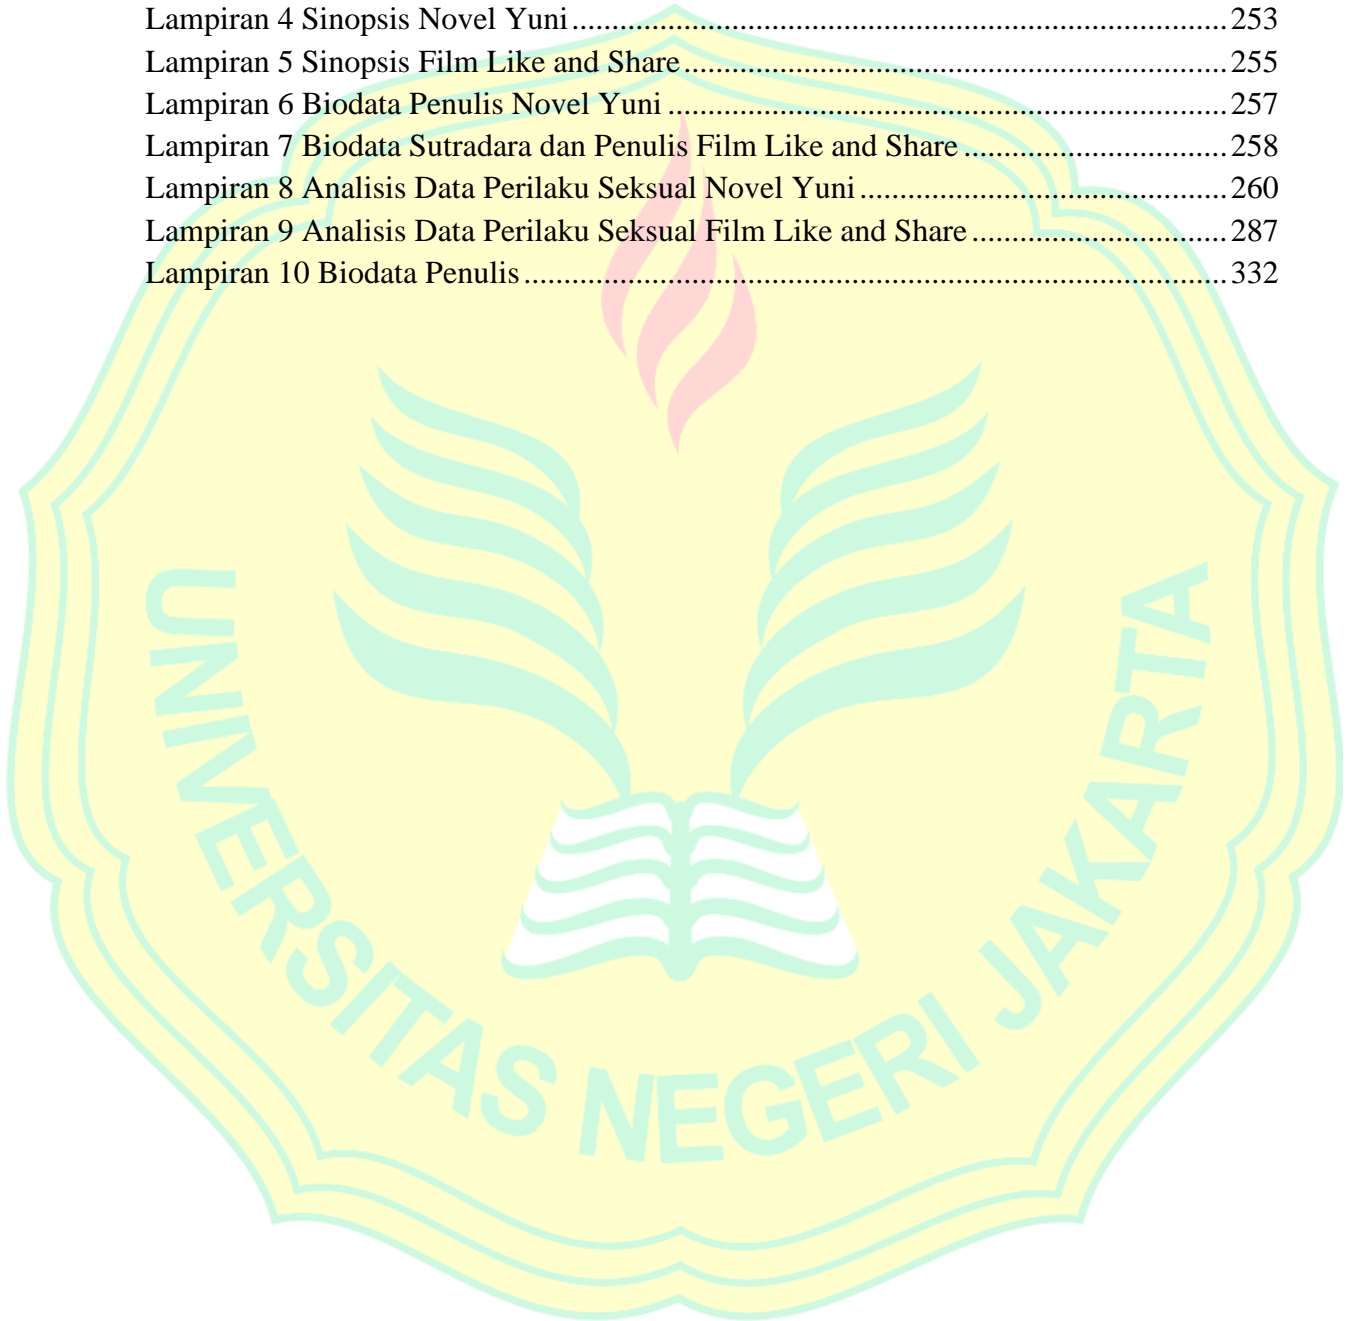 Lampiran 4 Sinopsis Novel Yuni........................................................................253
Lampiran 5 Sinopsis Film Like and Share........................................................255
Lampiran 6 Biodata Penulis Novel Yuni..........................................................257
Lampiran 7 Biodata Sutradara dan Penulis Film Like and Share......................258
Lampiran 8 Analisis Data Perilaku Seksual Novel Yuni...................................260
Lampiran 9 Analisis Data Perilaku Seksual Film Like and Share.....................287
Lampiran 10 Biodata Penulis............................................................................332
UNIVERSITAS NEGERI JAKARTA